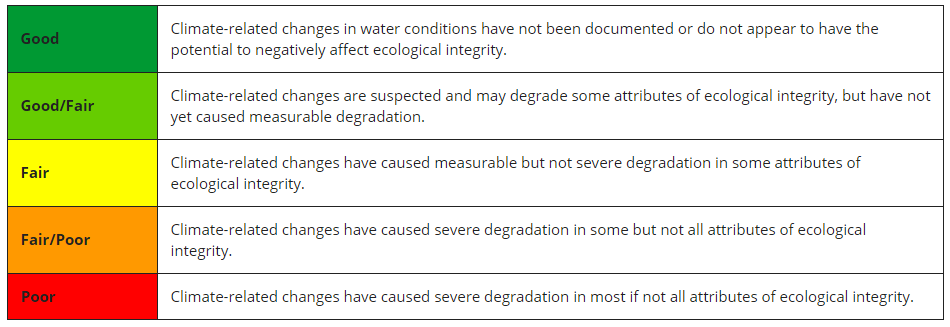 Good
Climate-related changes in water conditions have not been documented or do not appear to have the
potential to negatively affect ecological integrity.
Good/Fair
Climate-related changes are suspected and may degrade some attributes of ecological integrity, but have not
yet caused measurable degradation.
Fair
Climate-related changes have caused measurable but not severe degradation in some attributes of
ecological integrity.
Fair/Poor
Climate-related changes have caused severe degradation in some but not all attributes of ecological
integrity.
Poor
Climate-related changes have caused severe degradation in most if not all attributes of ecological integrity.